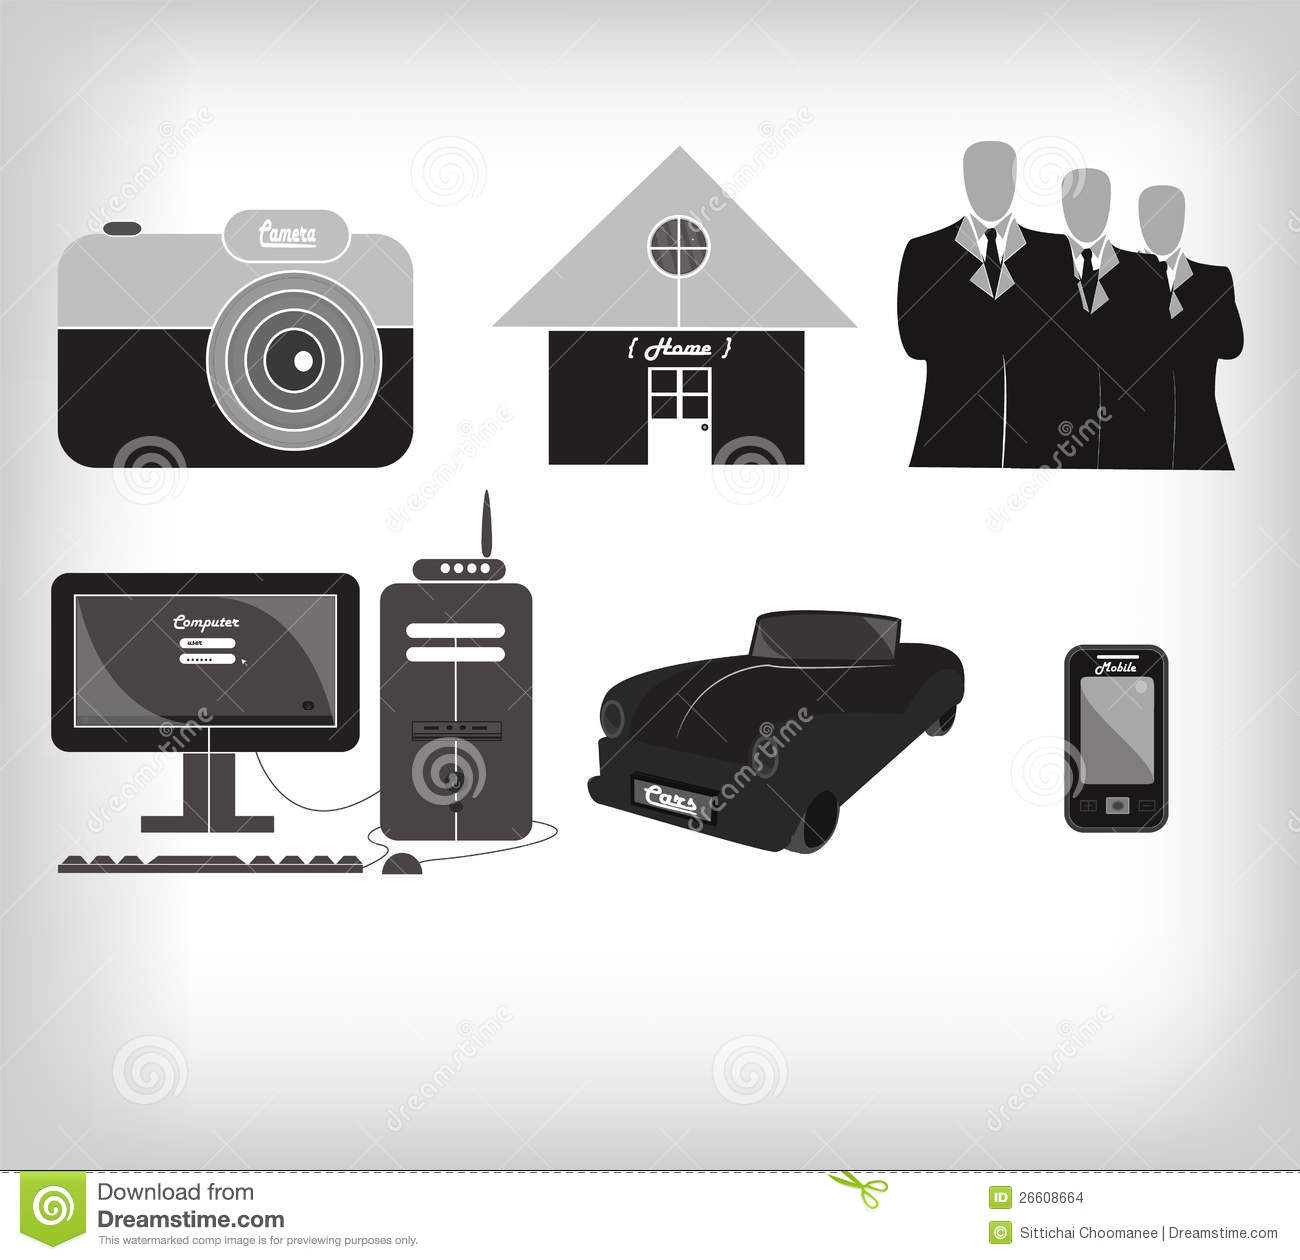 Camera
{ Home }
Computer
user
Cars
Mobile
dreamstime
Download from
Dreamstime.com
This watermarked comp image is for previewing purposes only.
ID 26608664
© Sittichai Choomanee | Dreamstime.com